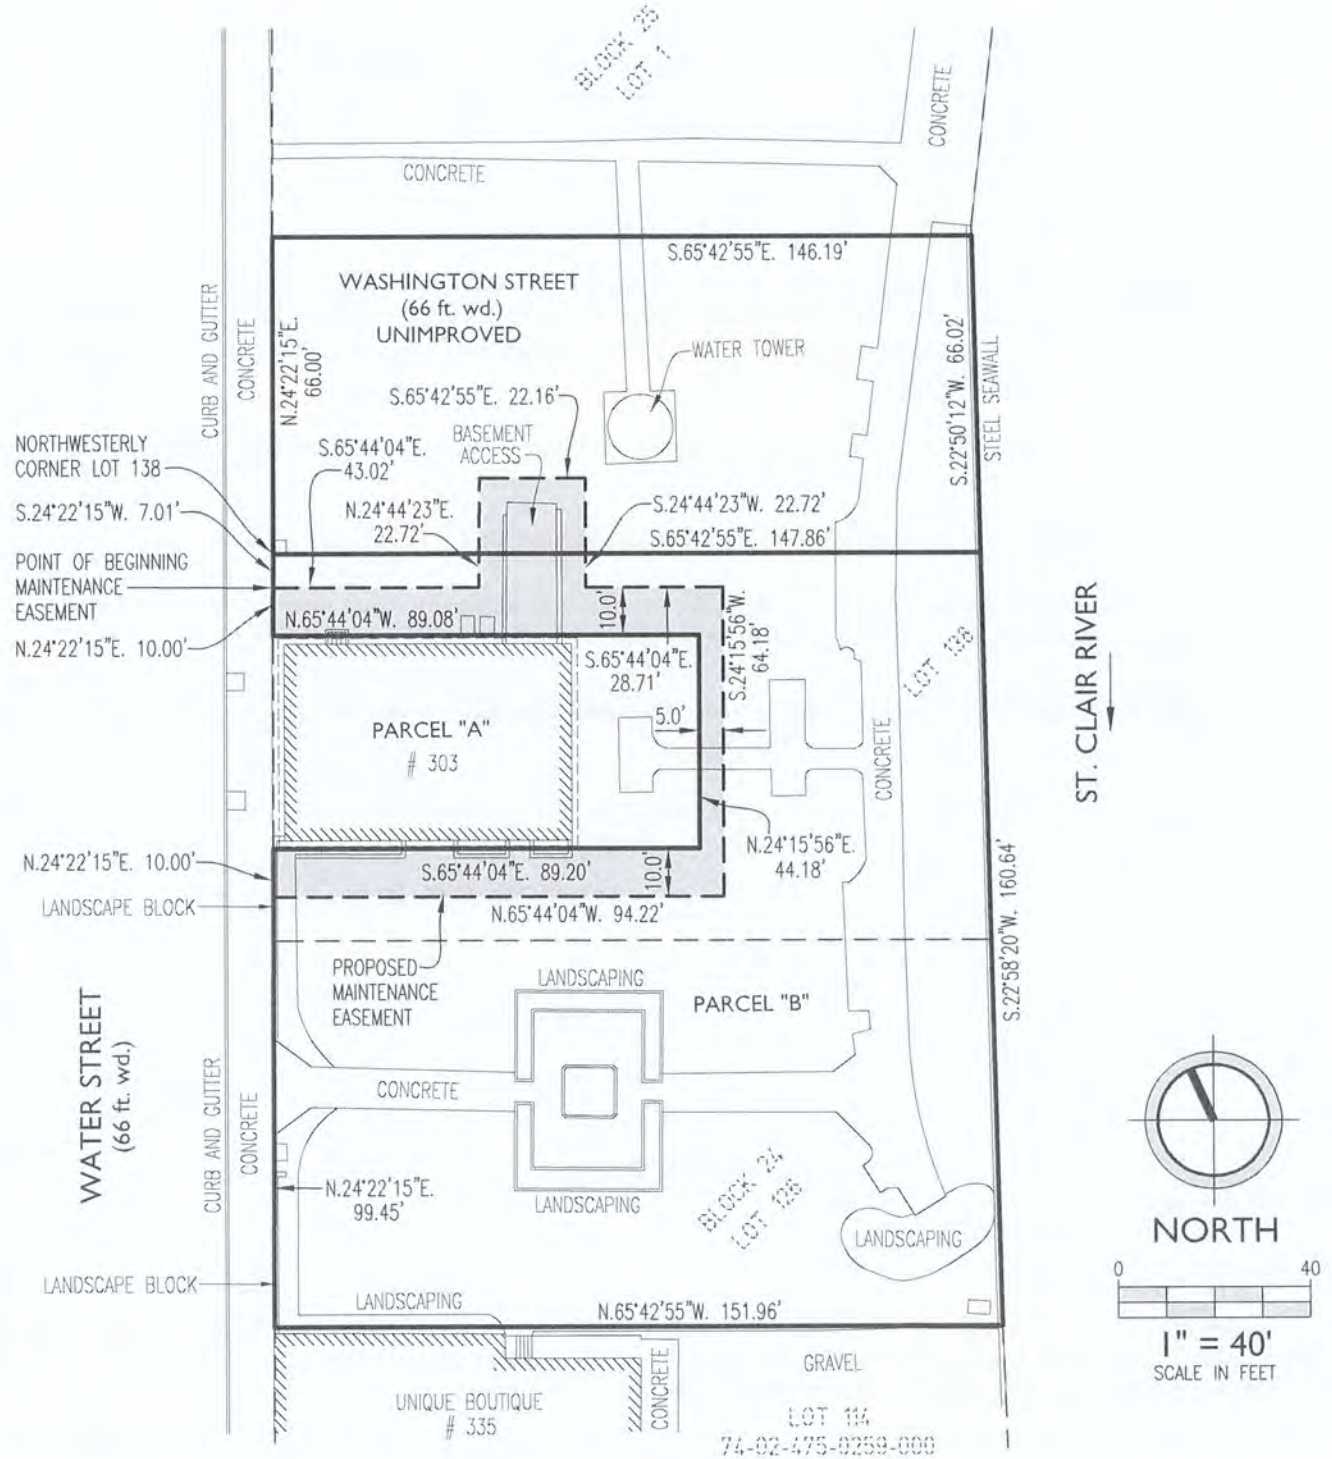 BLOCK 25
LOT 1
CONCRETE
CONCRETE
S.65°42'55"E. 146.19'
WASHINGTON STREET
(66 ft. wd.)
UNIMPROVED
CURB AND GUTTER
CONCRETE
N.24°22'15"E.
66.00'
WATER TOWER
S.22°50'12"W. 66.02'
STEEL SEAWALL
S.65°42'55"E. 22.16'
BASEMENT
ACCESS
NORTHWESTERLY
CORNER LOT 138
S.65°44'04"E.
43.02'
S.24°22'15"W. 7.01'
N.24°44'23"E.
22.72'
S.24°44'23"W. 22.72'
S.65°42'55"E. 147.86'
POINT OF BEGINNING
MAINTENANCE
EASEMENT
N.65°44'04"W. 89.08'
10.0'
S.24°15'56"W.
64.18'
N.24°22'15"E. 10.00'
S.65°44'04"E.
28.71'
LOT 138
ST. CLAIR RIVER
5.0'
PARCEL "A"
# 303
CONCRETE
N.24°15'56"E.
44.18'
N.24°22'15"E. 10.00'
S.65°44'04"E. 89.20'
10.0'
LANDSCAPE BLOCK
N.65°44'04"W. 94.22'
S.22°58'20"W. 160.64'
PROPOSED
MAINTENANCE
EASEMENT
LANDSCAPING
PARCEL "B"
WATER STREET
(66 ft. wd.)
CURB AND GUTTER
CONCRETE
CONCRETE
BLOCK 24
LOT 126
N.24°22'15"E.
99.45'
LANDSCAPING
LANDSCAPING
NORTH
LANDSCAPE BLOCK
LANDSCAPING
N.65°42'55"W. 151.96'
0 40
1" = 40'
SCALE IN FEET
UNIQUE BOUTIQUE
# 335
CONCRETE
GRAVEL
LOT 114
74-02-475-0259-000